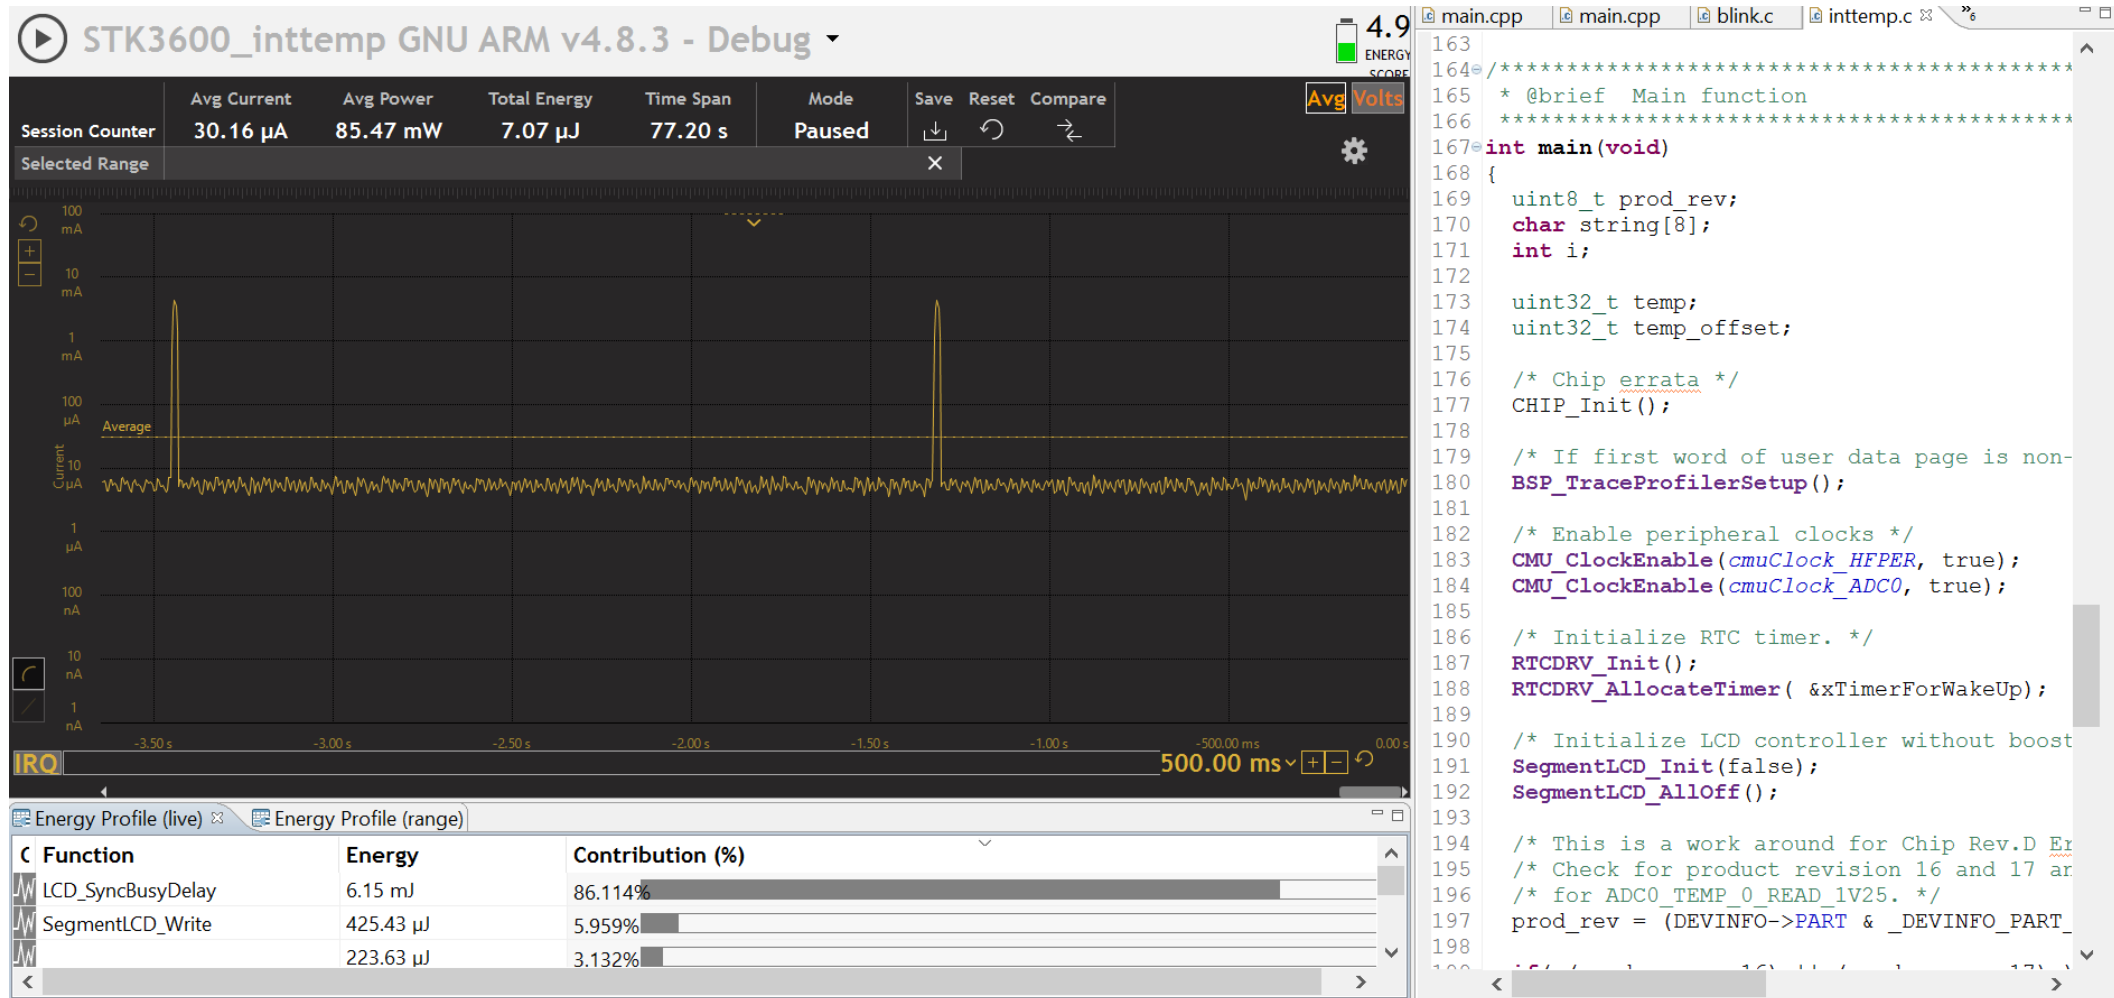 STK3600_inttemp GNU ARM v4.8.3 - Debug
4.9
ENERGY
SCORE
Avg Current Avg Power Total Energy Time Span Mode Save Reset Compare
Session Counter 30.16 µA 85.47 mW 7.07 µJ 77.20 s Paused
Selected Range
Avg Volts
100 mA
10 mA
1 mA
100 µA
10 µA
1 µA
100 nA
10 nA
1 nA
Current
Average
-3.50 s -3.00 s -2.50 s -2.00 s -1.50 s -1.00 s -500.00 ms 0.00 s
IRQ
500.00 ms
Energy Profile (live) Energy Profile (range)
Function Energy Contribution (%)
LCD_SyncBusyDelay 6.15 mJ 86.114%
SegmentLCD_Write 425.43 µJ 5.959%
223.63 µJ 3.132%
main.cpp main.cpp blink.c inttemp.c »6
163
164 /*******************************************
165 * @brief Main function
166 *******************************************
167 int main(void)
168 {
169 uint8_t prod_rev;
170 char string[8];
171 int i;
172
173 uint32_t temp;
174 uint32_t temp_offset;
175
176 /* Chip errata */
177 CHIP_Init();
178
179 /* If first word of user data page is non-
180 BSP_TraceProfilerSetup();
181
182 /* Enable peripheral clocks */
183 CMU_ClockEnable(cmuClock_HFPER, true);
184 CMU_ClockEnable(cmuClock_ADC0, true);
185
186 /* Initialize RTC timer. */
187 RTCDRV_Init();
188 RTCDRV_AllocateTimer( &xTimerForWakeUp);
189
190 /* Initialize LCD controller without boost
191 SegmentLCD_Init(false);
192 SegmentLCD_AllOff();
193
194 /* This is a work around for Chip Rev.D Er
195 /* Check for product revision 16 and 17 an
196 /* for ADC0_TEMP_0_READ_1V25. */
197 prod_rev = (DEVINFO->PART & _DEVINFO_PART_
198